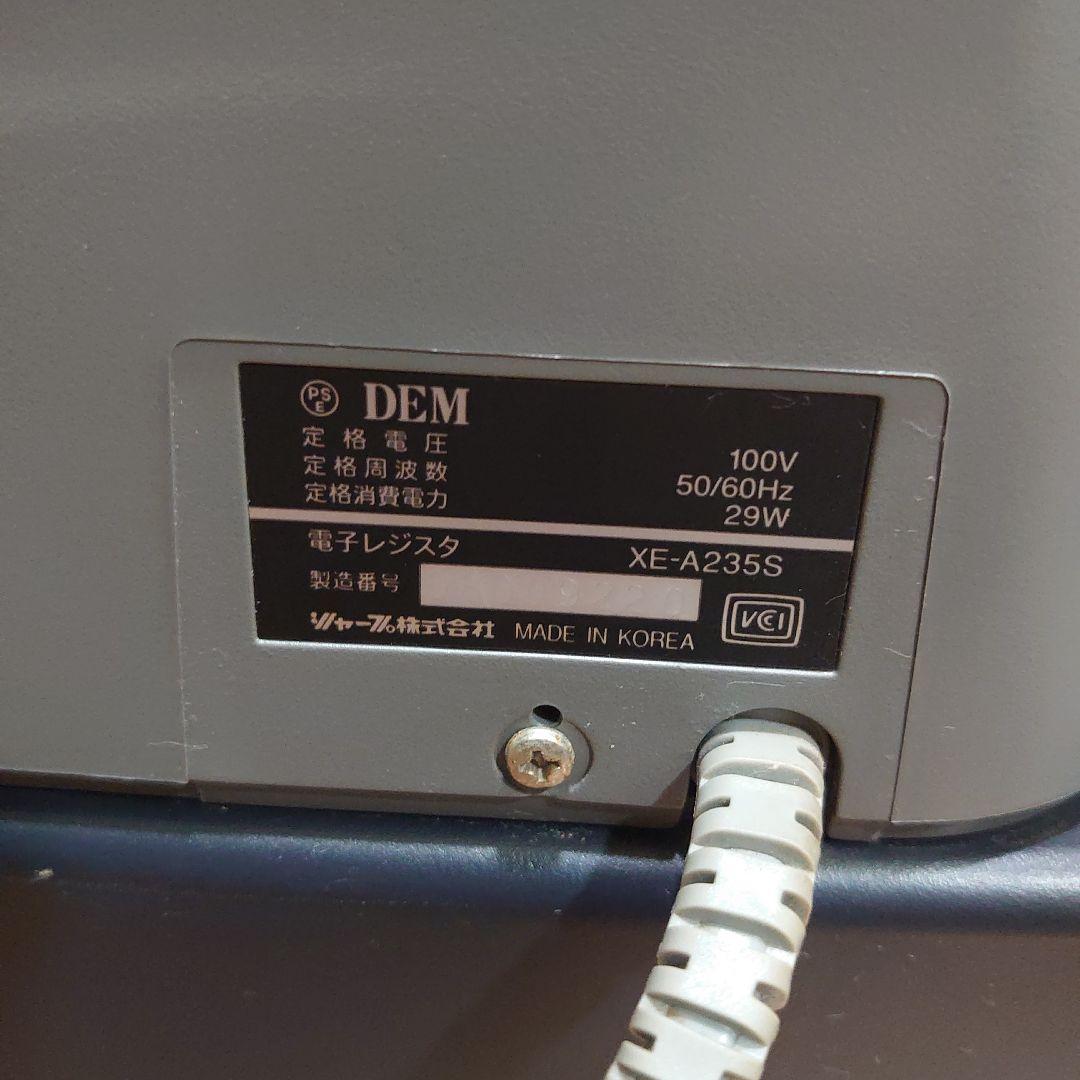 PS E DEM
定格電圧 100V
定格周波数 50/60Hz
定格消費電力 29W
電子レジスタ XE-A235S
製造番号
シャープ株式会社 MADE IN KOREA VCI